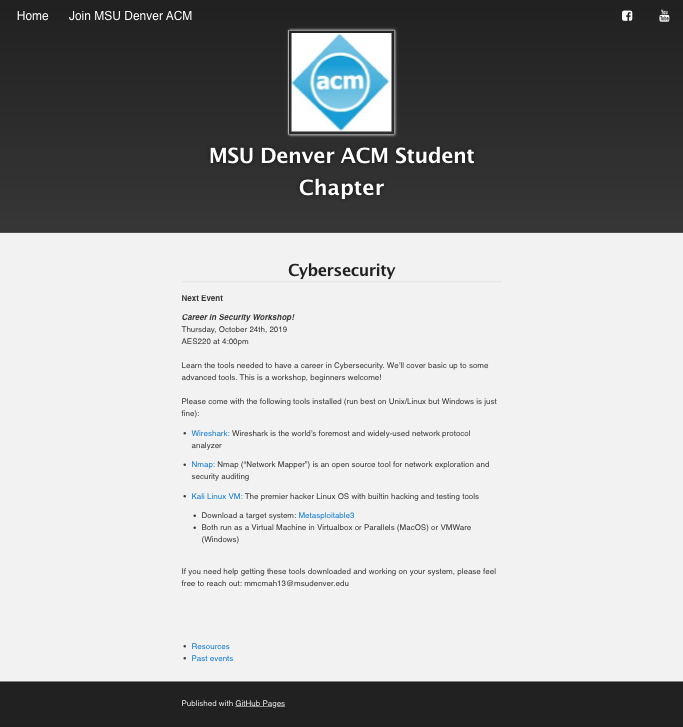 Home Join MSU Denver ACM
You
Tube
acm
MSU Denver ACM Student
Chapter
Cybersecurity
Next Event
Career in Security Workshop!
Thursday, October 24th, 2019
AES220 at 4:00pm
Learn the tools needed to have a career in Cybersecurity. We'll cover basic up to some
advanced tools. This is a workshop, beginners welcome!
Please come with the following tools installed (run best on Unix/Linux but Windows is just
fine):
• Wireshark: Wireshark is the world's foremost and widely-used network protocol
analyzer
• Nmap: Nmap (“Network Mapper”) is an open source tool for network exploration and
security auditing
• Kali Linux VM: The premier hacker Linux OS with builtin hacking and testing tools
• Download a target system: Metasploitable3
• Both run as a Virtual Machine in Virtualbox or Parallels (MacOS) or VMWare
(Windows)
If you need help getting these tools downloaded and working on your system, please feel
free to reach out: mmcmah13@msudenver.edu
• Resources
• Past events
Published with GitHub Pages